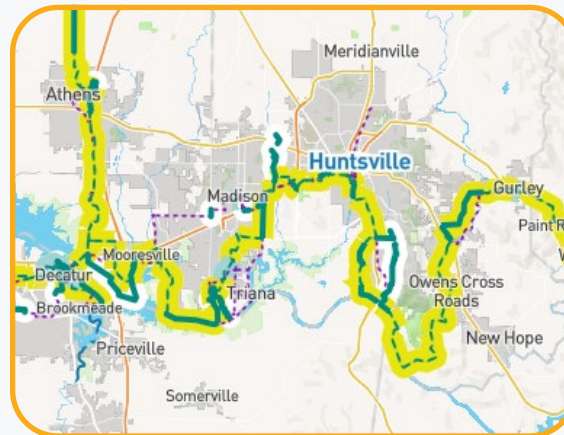 Meridianville
Athens
Huntsville
Madison
Gurley
Paint R
Mooresville
Decatur
Triana
Owens Cross
Roads
Brookmeade
New Hope
Priceville
Somerville